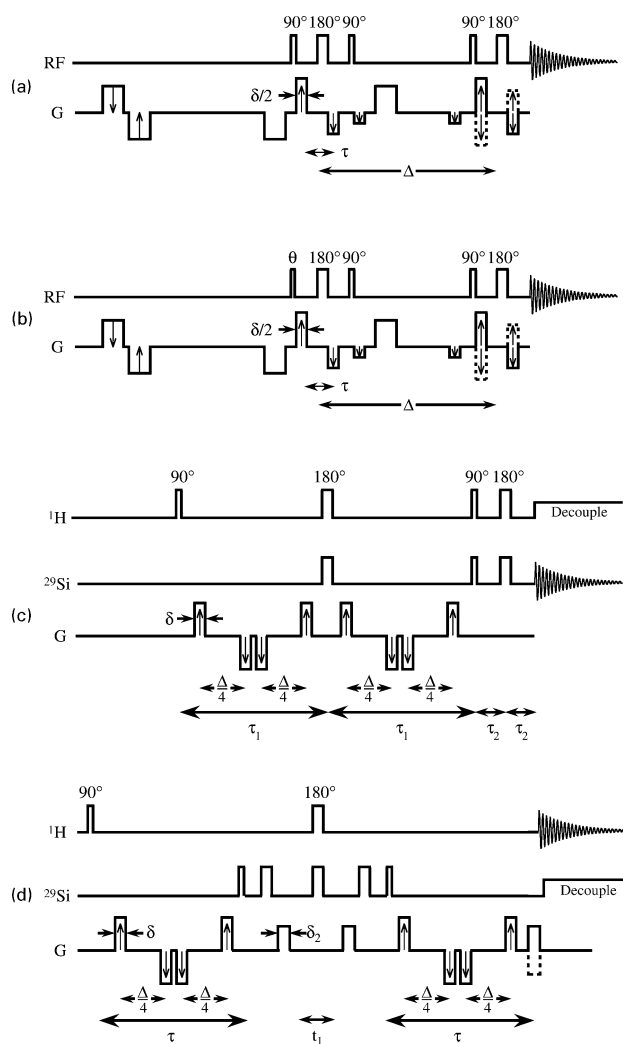 90° 180° 90° 90° 180°
RF
(a)
δ/2
G
τ
Δ
θ 180° 90° 90° 180°
RF
(b)
δ/2
G
τ
Δ
90° 180° 90° 180°
¹H
Decouple
²⁹Si
(c)
δ
G
Δ/4 Δ/4 Δ/4 Δ/4
τ₁ τ₁ τ₂ τ₂
90° 180°
¹H
(d)
²⁹Si
Decouple
δ δ₂
G
Δ/4 Δ/4 Δ/4 Δ/4
τ t₁ τ